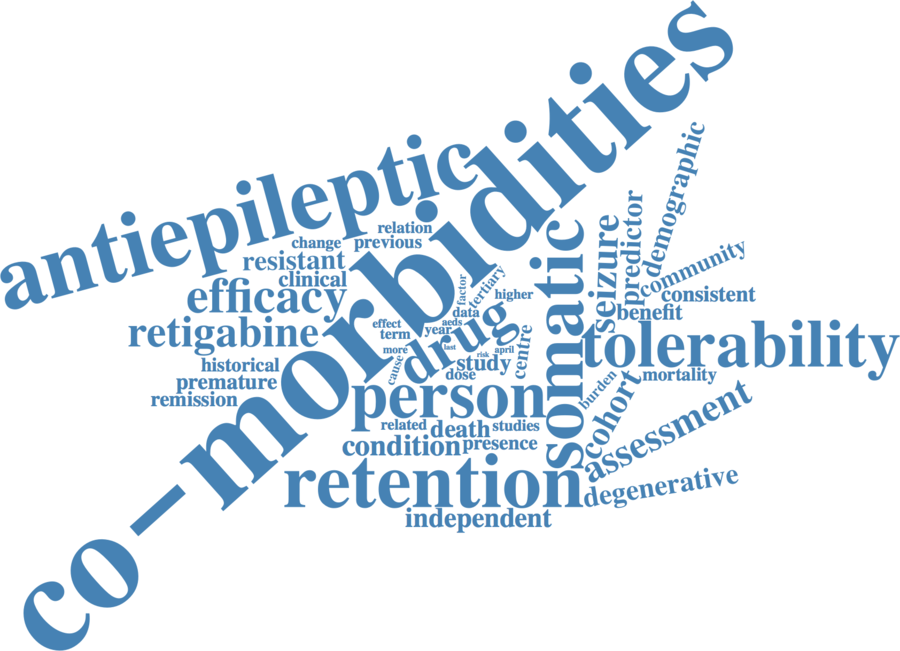 co-morbidities
antiepileptic
relation
change
previous
resistant
clinical
efficacy
retigabine
historical
premature
remission
effect
term
more
cause
factor
tertiary
higher
data
aeds
year
drug
last
risk
april
study
dose
centre
person
related
death
studies
condition
presence
retention
independent
somatic
seizure
predictor
demographic
community
consistent
benefit
tolerability
mortality
burden
cohort
assessment
degenerative